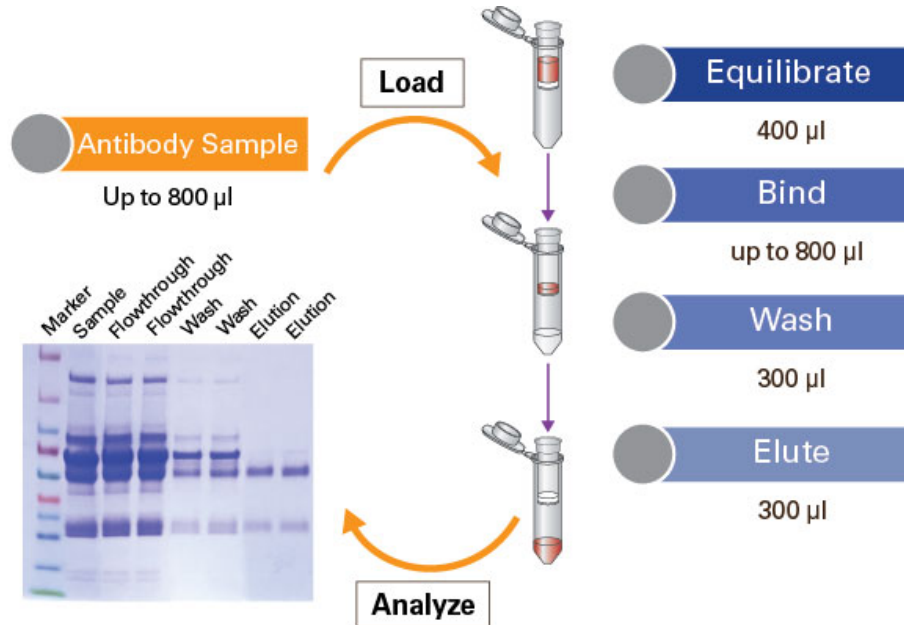 Load
Antibody Sample
Up to 800 µl
Marker
Sample
Flowthrough
Flowthrough
Wash
Wash
Elution
Elution
Analyze
Equilibrate
400 µl
Bind
up to 800 µl
Wash
300 µl
Elute
300 µl